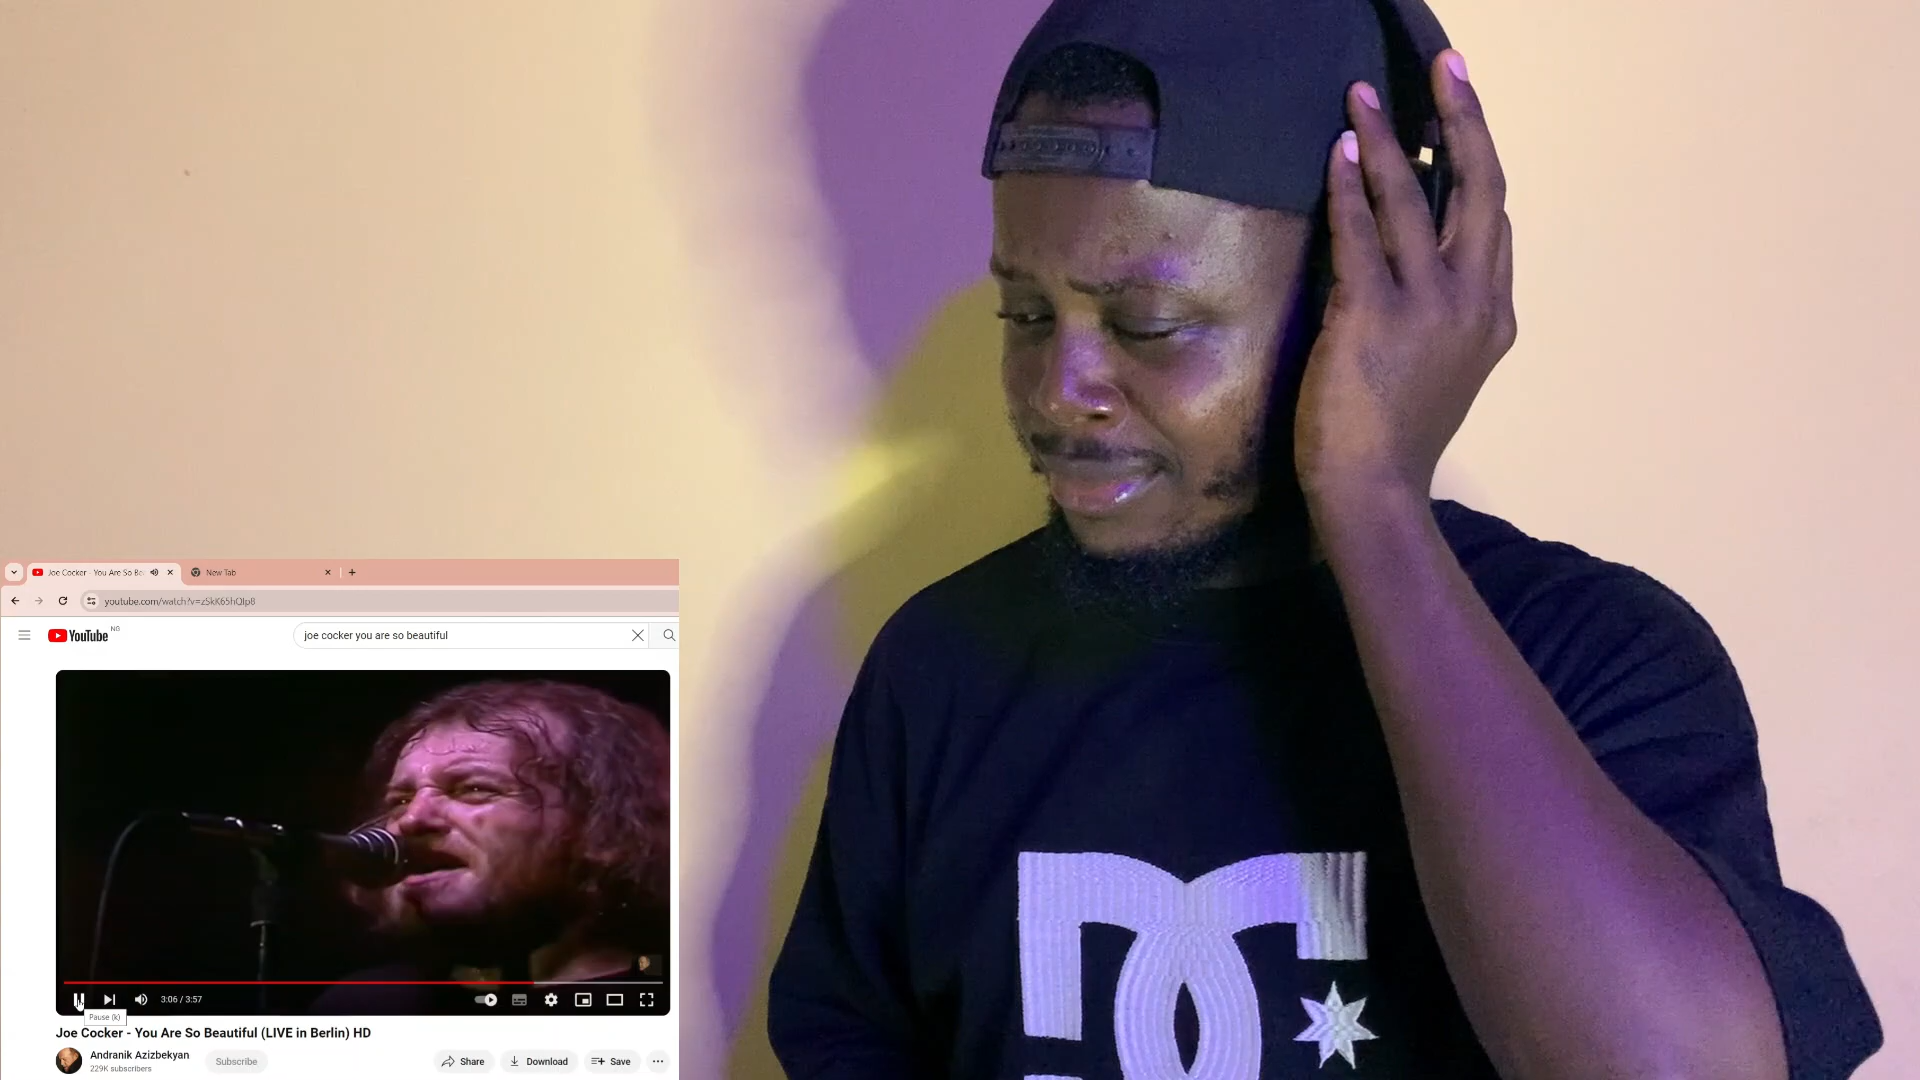 Joe Cocker - You Are So Be
New Tab
youtube.com/watch?v=zSkK65hQIp8
YouTube NG
joe cocker you are so beautiful
3:06 / 3:57
Pause (k)
Joe Cocker - You Are So Beautiful (LIVE in Berlin) HD
Andranik Azizbekyan
Subscribe
Share
Download
Save
229K subscribers